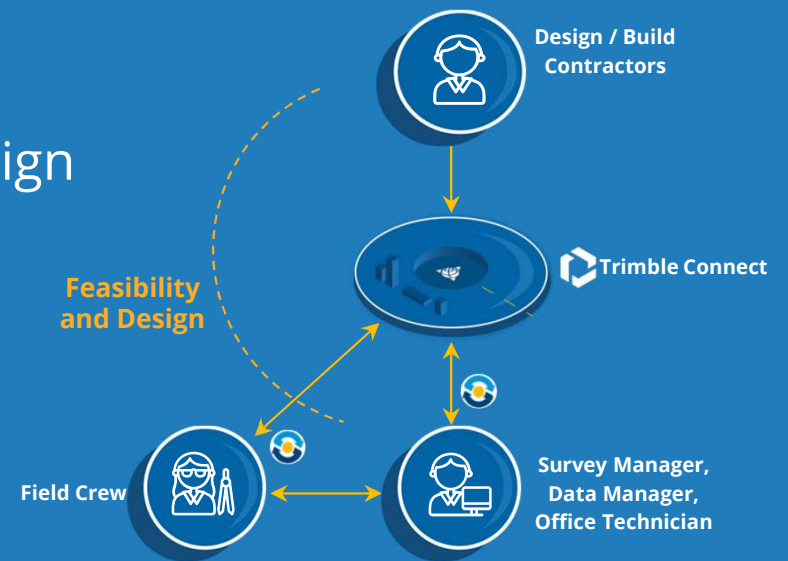 Design / Build
Contractors
ign
Trimble Connect
Feasibility
and Design
Field Crew
Survey Manager,
Data Manager,
Office Technician